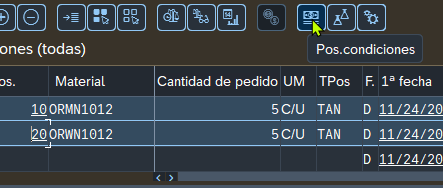 ones (todas)
Pos.condiciones
os. Material Cantidad de pedido UM TPos F. 1ª fecha
10 ORMN1012 5 C/U TAN D 11/24/20
20 ORWN1012 5 C/U TAN D 11/24/20
D 11/24/20